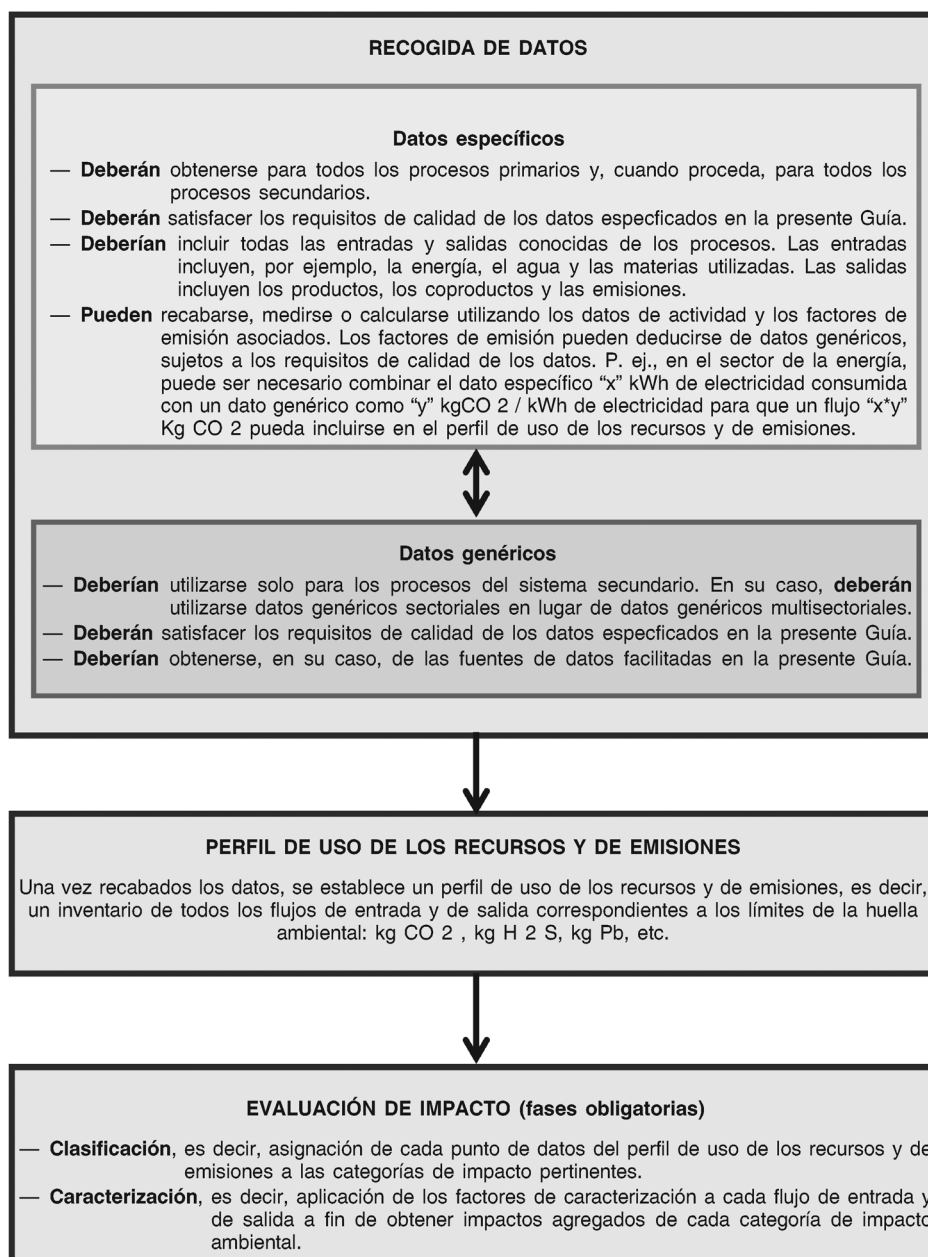 RECOGIDA DE DATOS
Datos específicos
— Deberán obtenerse para todos los procesos primarios y, cuando proceda, para todos los
procesos secundarios.
— Deberán satisfacer los requisitos de calidad de los datos especficados en la presente Guía.
— Deberían incluir todas las entradas y salidas conocidas de los procesos. Las entradas
incluyen, por ejemplo, la energía, el agua y las materias utilizadas. Las salidas
incluyen los productos, los coproductos y las emisiones.
— Pueden recabarse, medirse o calcularse utilizando los datos de actividad y los factores de
emisión asociados. Los factores de emisión pueden deducirse de datos genéricos,
sujetos a los requisitos de calidad de los datos. P. ej., en el sector de la energía,
puede ser necesario combinar el dato específico “x” kWh de electricidad consumida
con un dato genérico como “y” kgCO 2 / kWh de electricidad para que un flujo “x*y”
Kg CO 2 pueda incluirse en el perfil de uso de los recursos y de emisiones.
Datos genéricos
— Deberían utilizarse solo para los procesos del sistema secundario. En su caso, deberán
utilizarse datos genéricos sectoriales en lugar de datos genéricos multisectoriales.
— Deberán satisfacer los requisitos de calidad de los datos especficados en la presente Guía.
— Deberían obtenerse, en su caso, de las fuentes de datos facilitadas en la presente Guía.
PERFIL DE USO DE LOS RECURSOS Y DE EMISIONES
Una vez recabados los datos, se establece un perfil de uso de los recursos y de emisiones, es decir,
un inventario de todos los flujos de entrada y de salida correspondientes a los límites de la huella
ambiental: kg CO 2 , kg H 2 S, kg Pb, etc.
EVALUACIÓN DE IMPACTO (fases obligatorias)
— Clasificación, es decir, asignación de cada punto de datos del perfil de uso de los recursos y de
emisiones a las categorías de impacto pertinentes.
— Caracterización, es decir, aplicación de los factores de caracterización a cada flujo de entrada y
de salida a fin de obtener impactos agregados de cada categoría de impacto
ambiental.